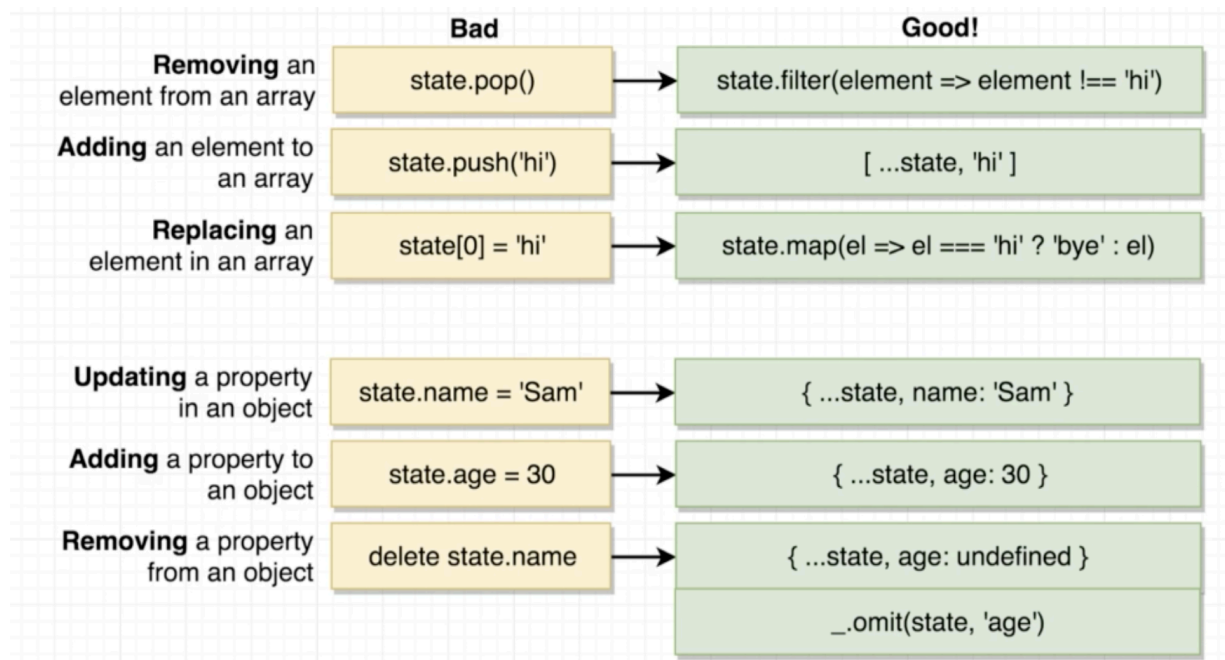 Bad
Good!
Removing an
element from an array
state.pop()
state.filter(element => element !== 'hi')
Adding an element to
an array
state.push('hi')
[ ...state, 'hi' ]
Replacing an
element in an array
state[0] = 'hi'
state.map(el => el === 'hi' ? 'bye' : el)
Updating a property
in an object
state.name = 'Sam'
{ ...state, name: 'Sam' }
Adding a property to
an object
state.age = 30
{ ...state, age: 30 }
Removing a property
from an object
delete state.name
{ ...state, age: undefined }
_.omit(state, 'age')